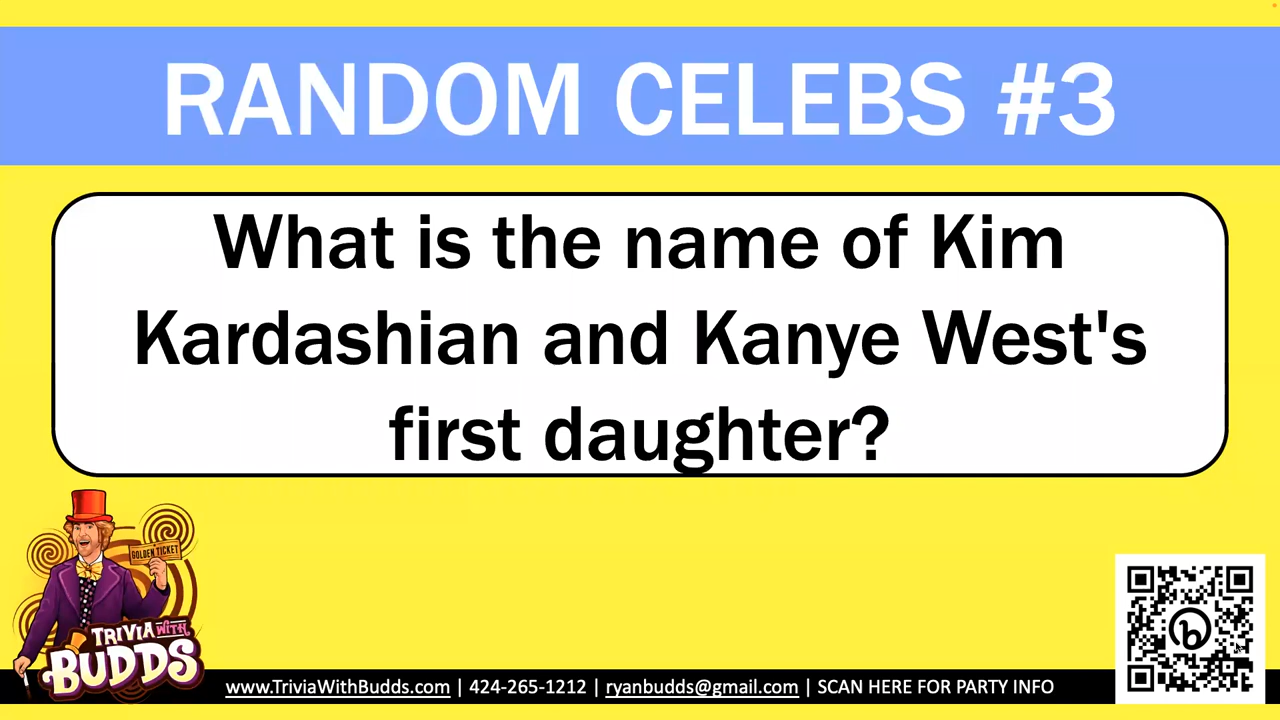 RANDOM CELEBS #3
What is the name of Kim
Kardashian and Kanye West's
first daughter?
GOLDEN TICKET
TRIVIA WITH
BUDDS
www.TriviaWithBudds.com | 424-265-1212 | ryanbudds@gmail.com | SCAN HERE FOR PARTY INFO
b